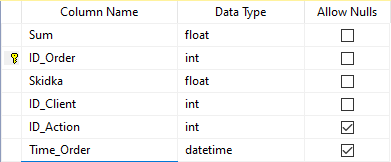 Column Name Data Type Allow Nulls
Sum float
ID_Order int
Skidka float
ID_Client int
ID_Action int
Time_Order datetime